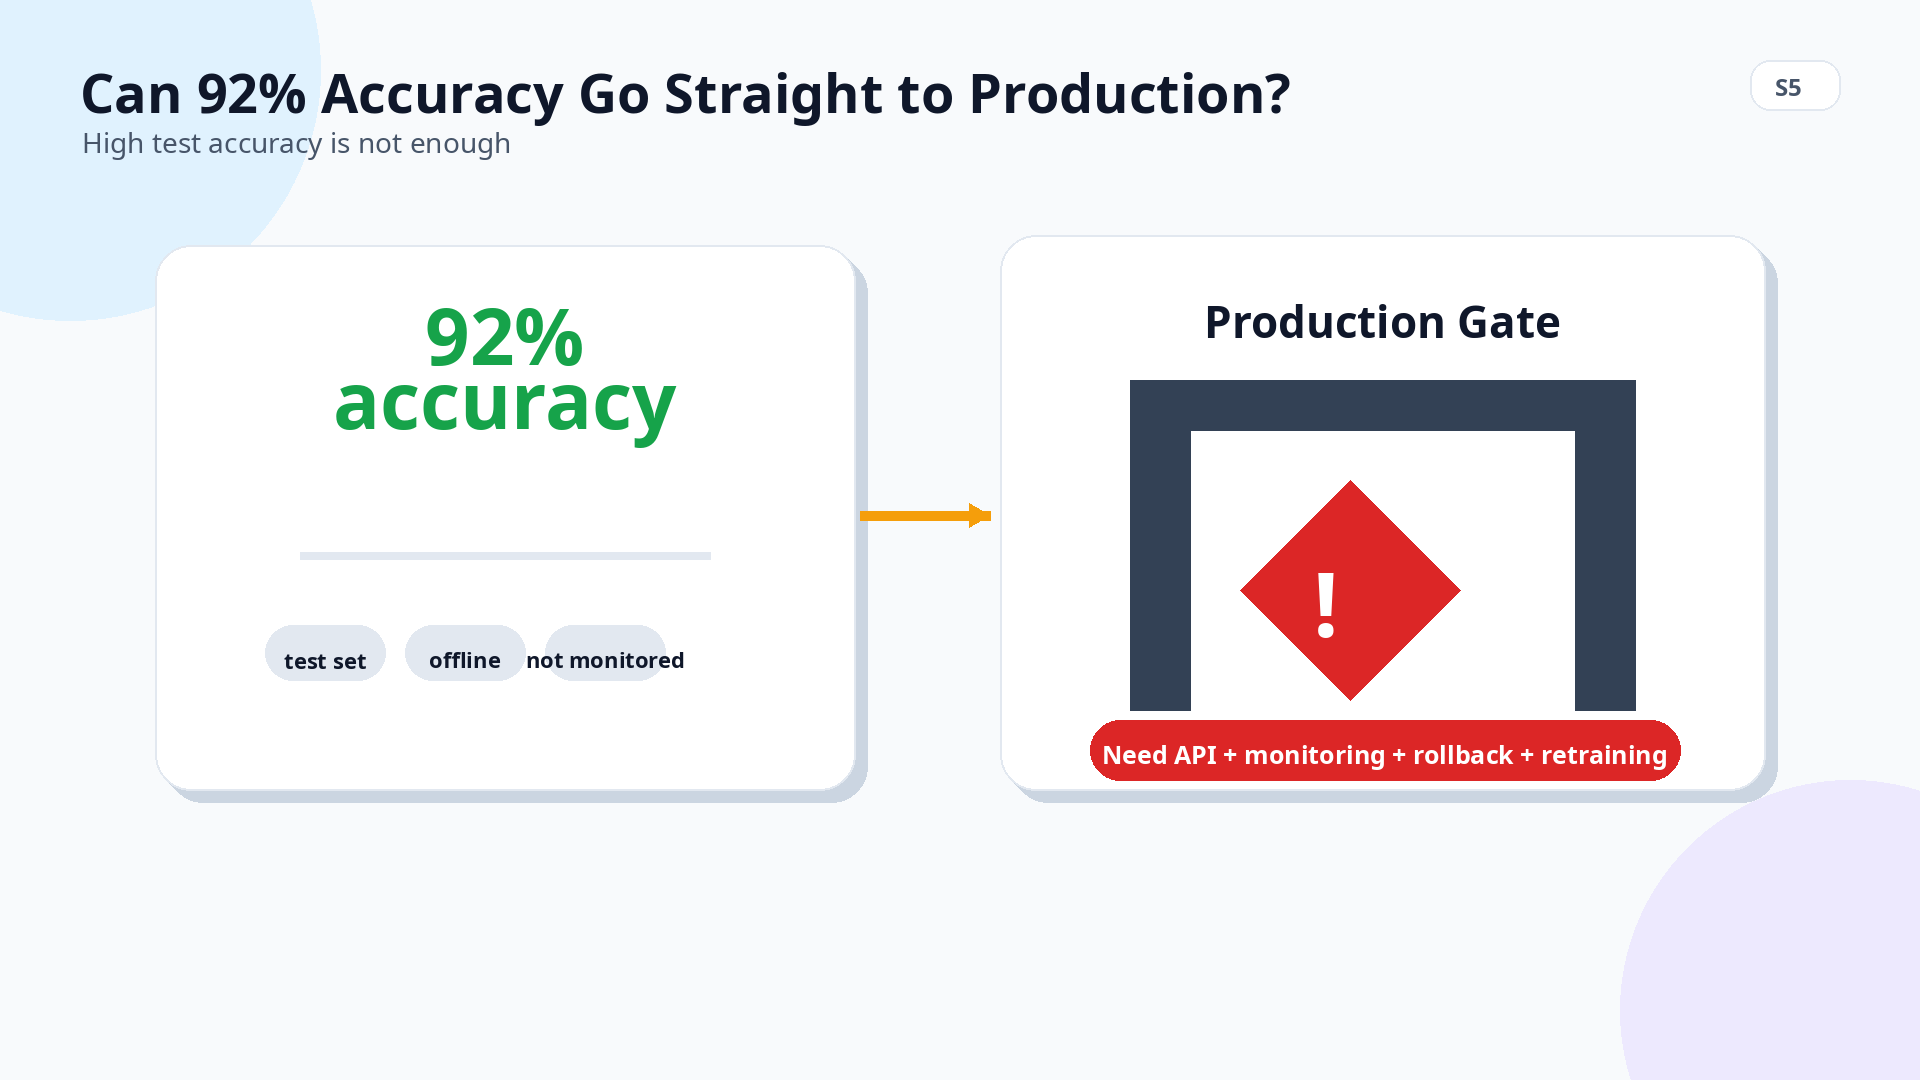 Can 92% Accuracy Go Straight to Production?
High test accuracy is not enough
S5
92%
accuracy
test set
offline
not monitored
Production Gate
!
Need API + monitoring + rollback + retraining